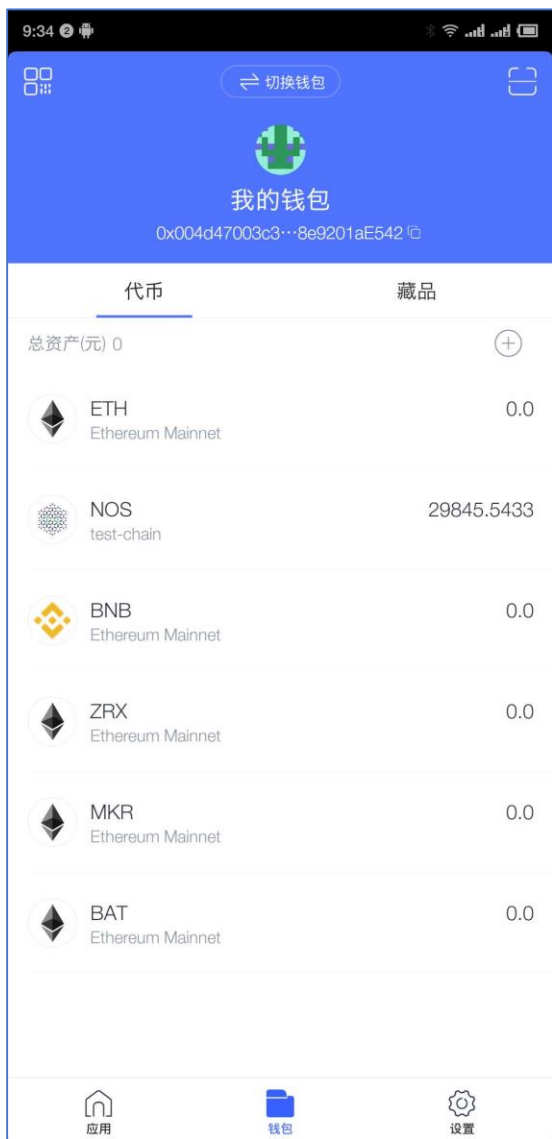 9:34 2
切换钱包
我的钱包
0x004d47003c3···8e9201aE542
代币 藏品
总资产(元) 0
ETH 0.0
Ethereum Mainnet
NOS 29845.5433
test-chain
BNB 0.0
Ethereum Mainnet
ZRX 0.0
Ethereum Mainnet
MKR 0.0
Ethereum Mainnet
BAT 0.0
Ethereum Mainnet
应用 钱包 设置